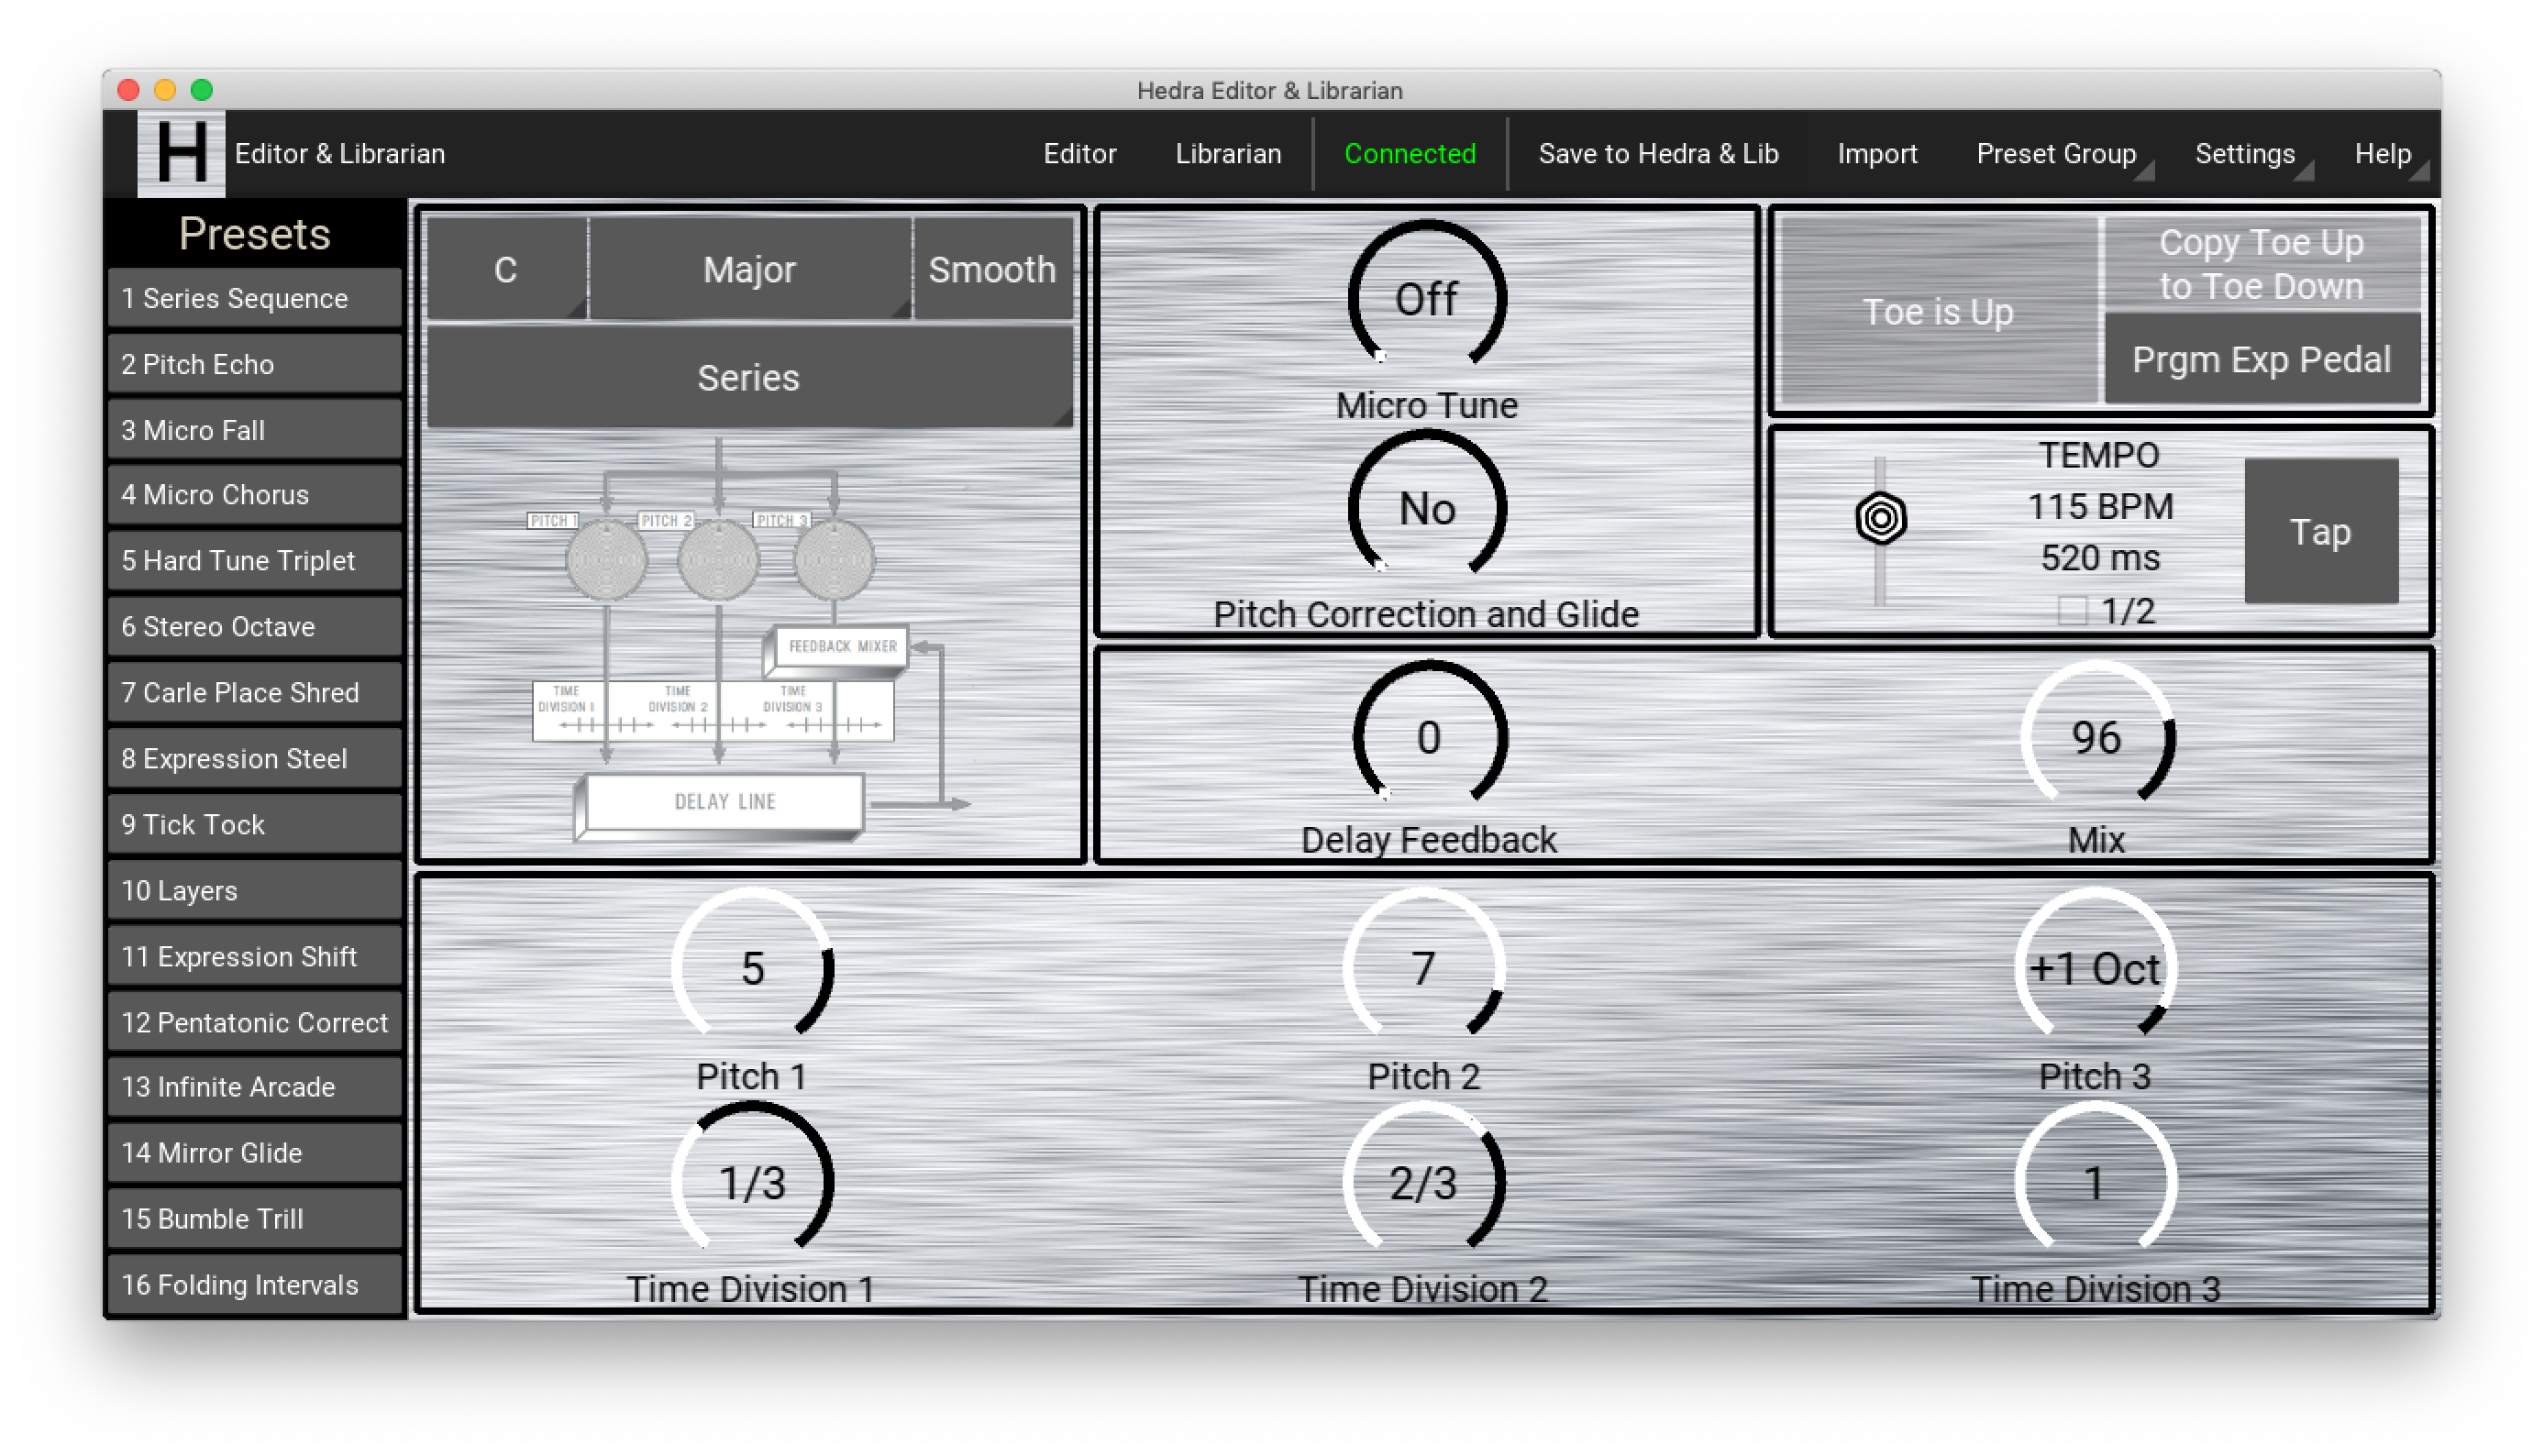 Hedra Editor & Librarian
H Editor & Librarian
Editor Librarian Connected Save to Hedra & Lib Import Preset Group Settings Help
Presets
1 Series Sequence
2 Pitch Echo
3 Micro Fall
4 Micro Chorus
5 Hard Tune Triplet
6 Stereo Octave
7 Carle Place Shred
8 Expression Steel
9 Tick Tock
10 Layers
11 Expression Shift
12 Pentatonic Correct
13 Infinite Arcade
14 Mirror Glide
15 Bumble Trill
16 Folding Intervals
C Major Smooth
Series
PITCH 1 PITCH 2 PITCH 3
FEEDBACK MIXER
TIME DIVISION 1
TIME DIVISION 2
TIME DIVISION 3
DELAY LINE
Off
Micro Tune
No
Pitch Correction and Glide
Toe is Up
Copy Toe Up
to Toe Down
Prgm Exp Pedal
TEMPO
115 BPM
520 ms
1/2
Tap
0
Delay Feedback
96
Mix
5
Pitch 1
7
Pitch 2
+1 Oct
Pitch 3
1/3
Time Division 1
2/3
Time Division 2
1
Time Division 3